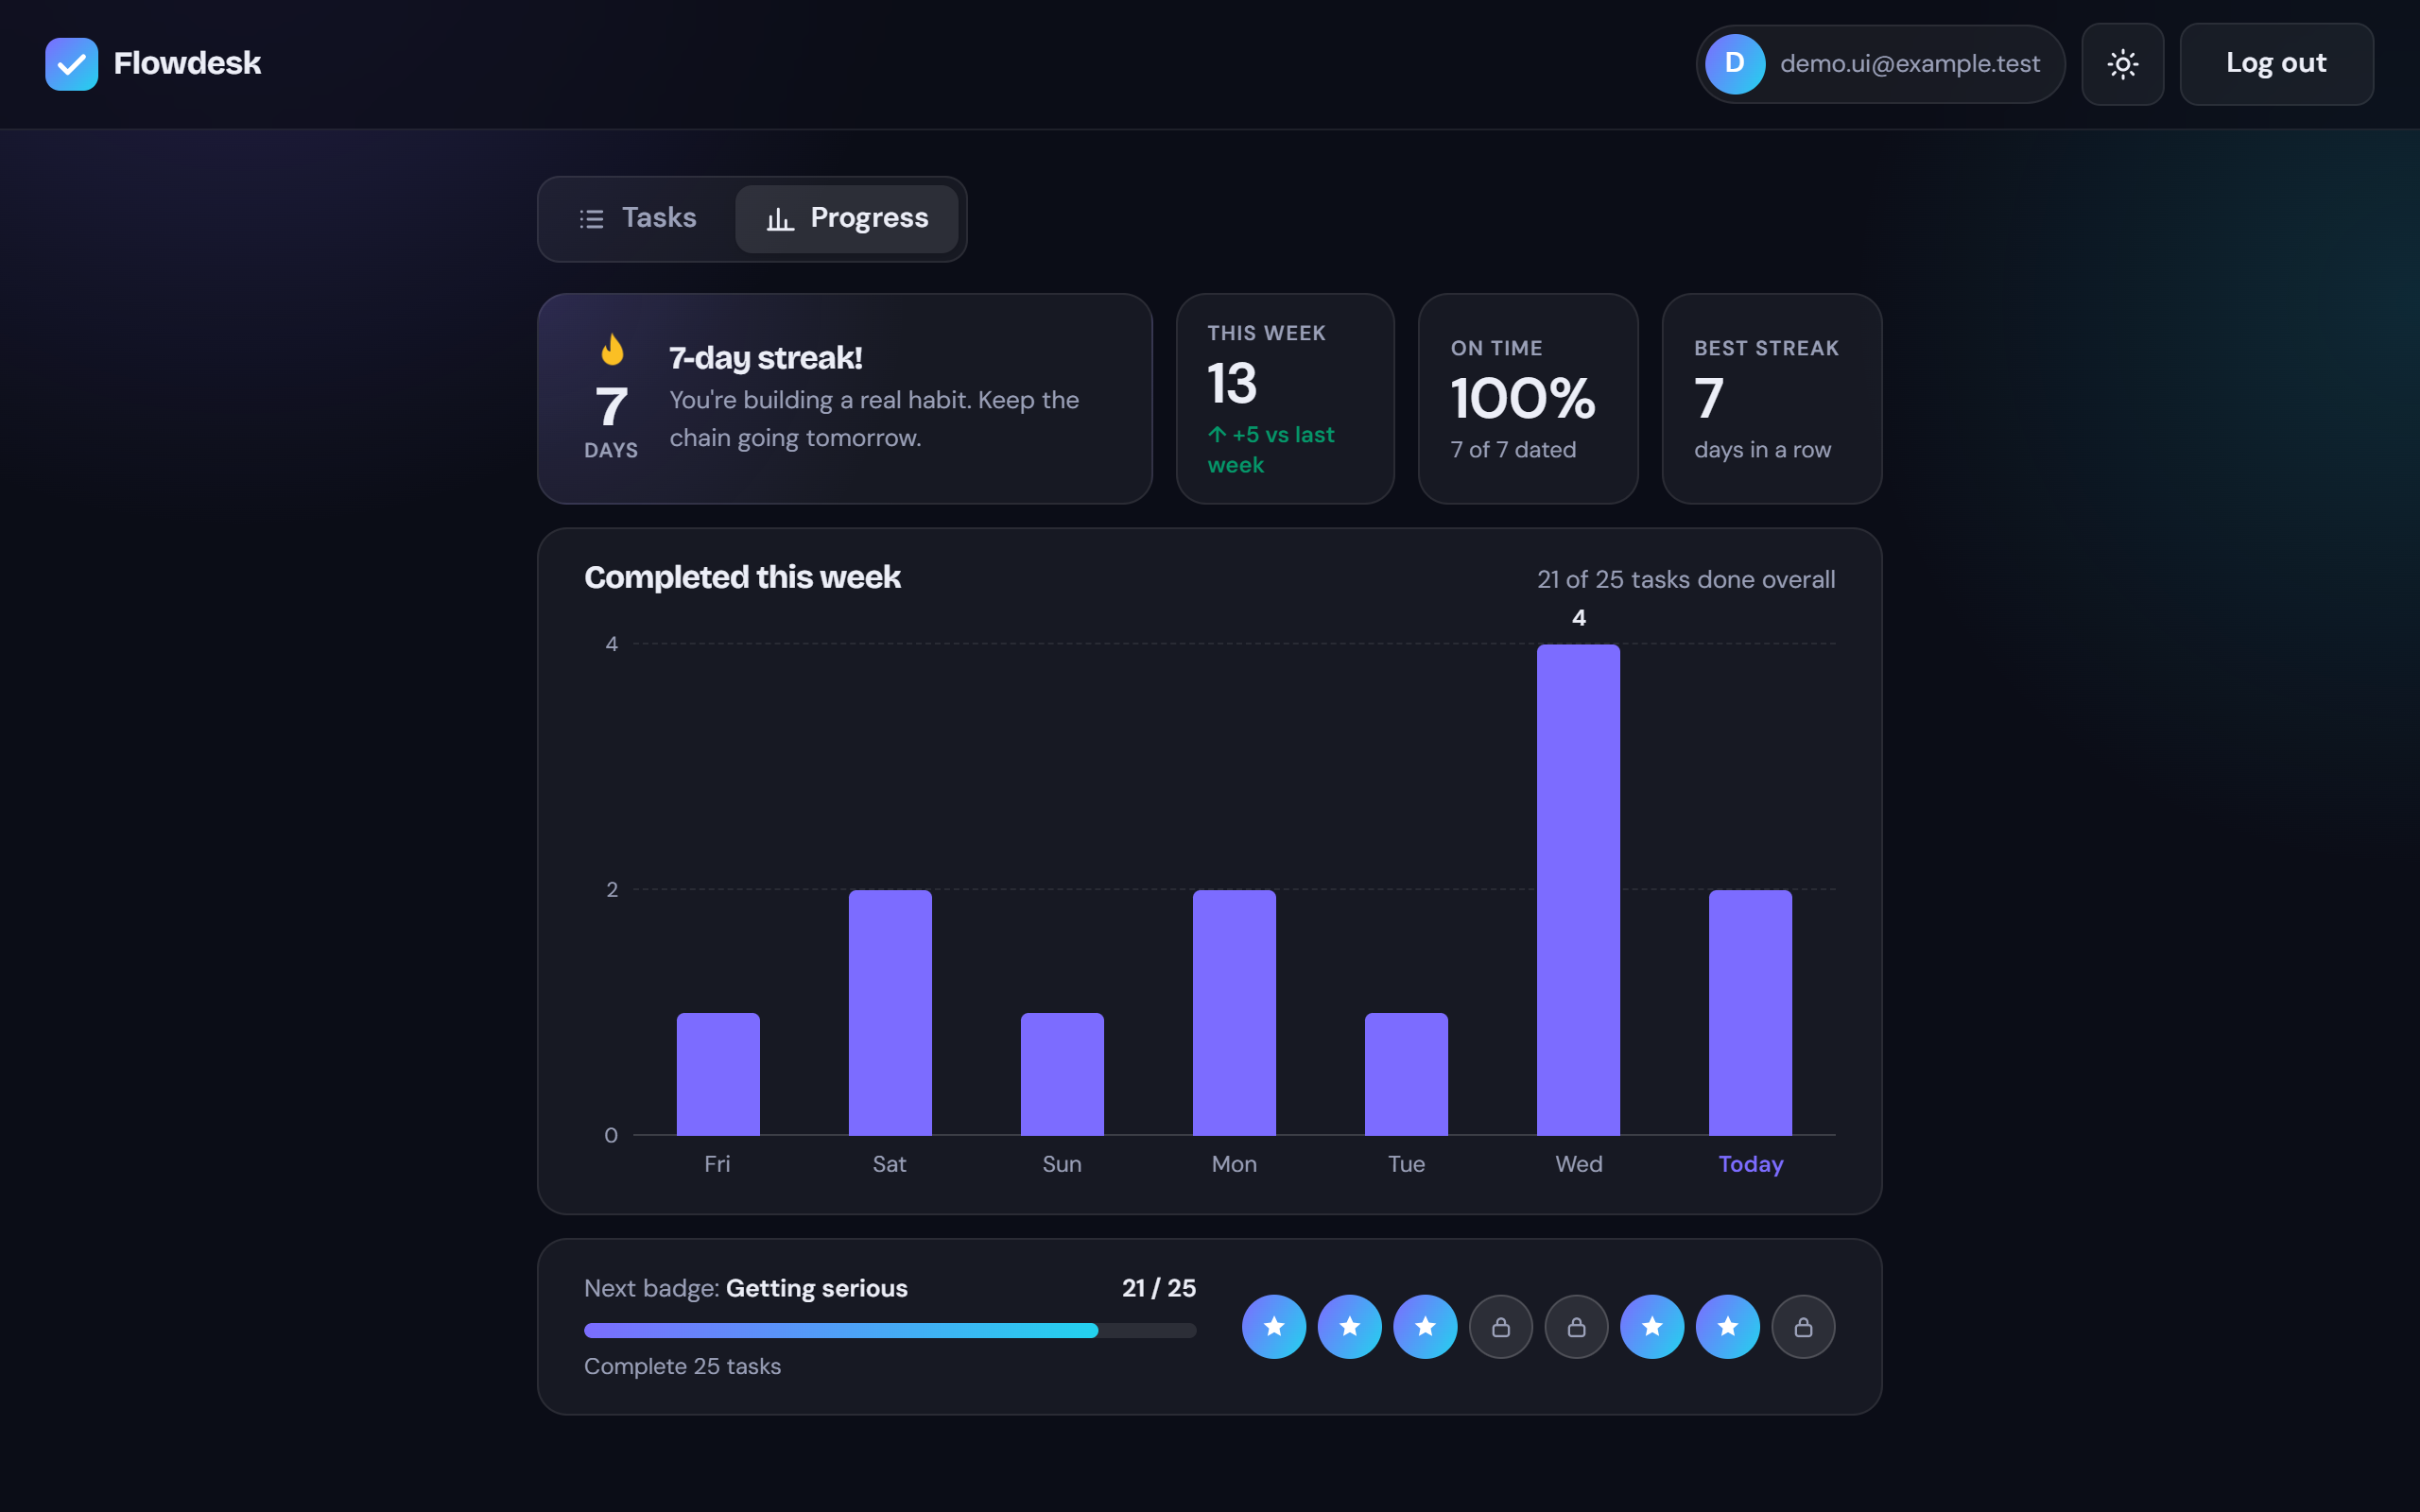 Flowdesk
D demo.ui@example.test
Log out
Tasks
Progress
7
DAYS
7-day streak!
You're building a real habit. Keep the
chain going tomorrow.
THIS WEEK
13
↑ +5 vs last
week
ON TIME
100%
7 of 7 dated
BEST STREAK
7
days in a row
Completed this week
21 of 25 tasks done overall
4
4
2
0
Fri Sat Sun Mon Tue Wed Today
Next badge: Getting serious
21 / 25
Complete 25 tasks